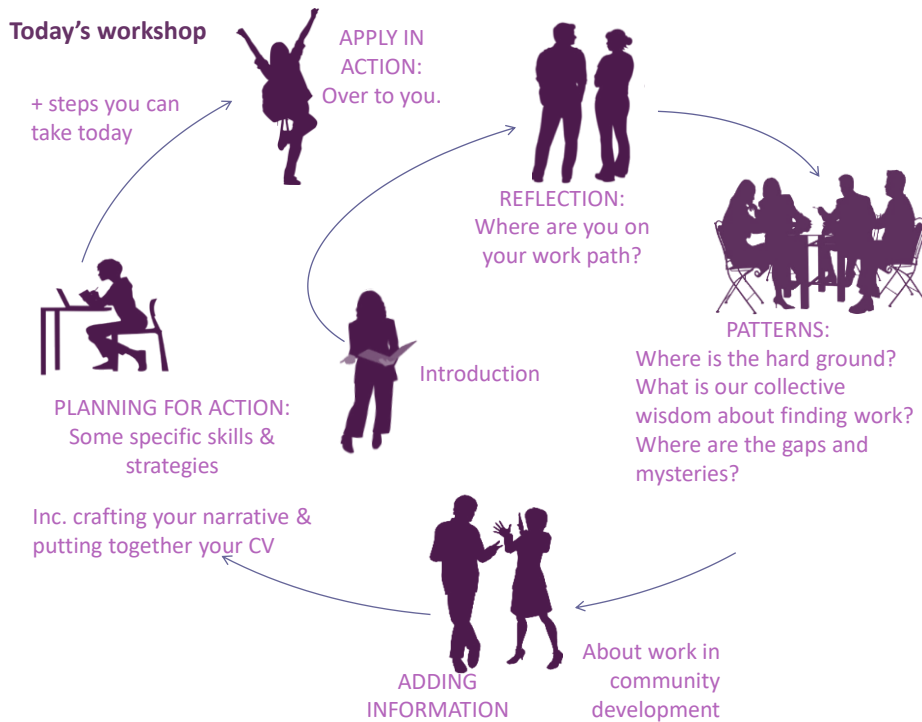 Today's workshop
Introduction
REFLECTION:
Where are you on
your work path?
PATTERNS:
Where is the hard ground?
What is our collective
wisdom about finding work?
Where are the gaps and
mysteries?
ADDING
INFORMATION
About work in
community
development
PLANNING FOR ACTION:
Some specific skills &
strategies
Inc. crafting your narrative &
putting together your CV
+ steps you can
take today
APPLY IN
ACTION:
Over to you.